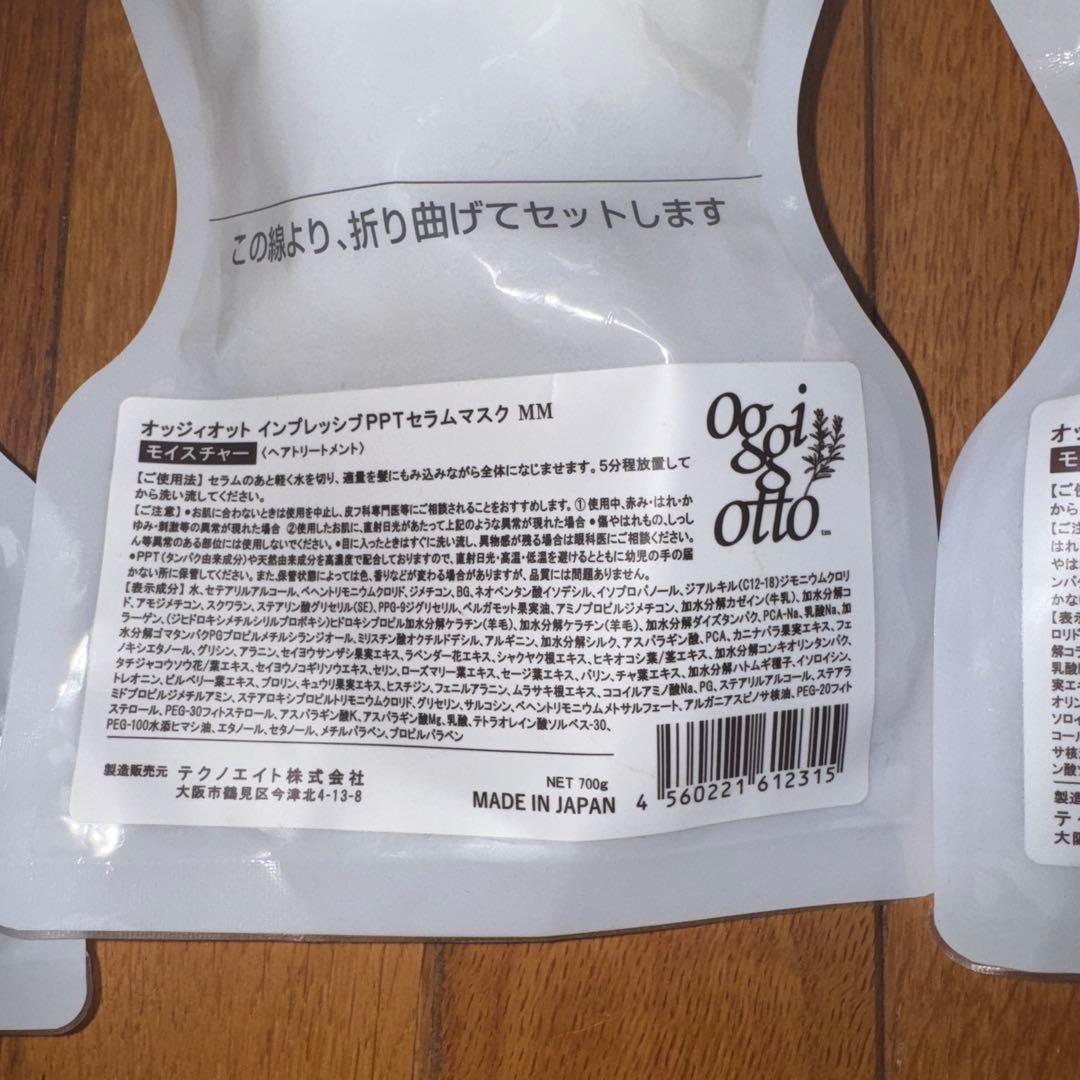 この線より、折り曲げてセットします
オッジィオット インプレッシブPPTセラムマスク MM
モイスチャー 〈ヘアトリートメント〉
oggi
otto
™
【ご使用法】セラムのあと軽く水を切り、適量を髪にもみ込みながら全体になじませます。5分程放置して
から洗い流してください。
【ご注意】●お肌に合わないときは使用を中止し、皮フ科専門医等にご相談されることをおすすめします。①使用中、赤み・はれ・か
ゆみ・刺激等の異常が現れた場合 ②使用したお肌に、直射日光があたって上記のような異常が現れた場合 ●傷やはれもの、しっし
ん等異常のある部位には使用しないでください。●目に入ったときはすぐに洗い流し、異物感が残る場合は眼科医にご相談ください。
●PPT(タンパク由来成分)や天然由来成分を高濃度で配合しておりますので、直射日光・高温・低温を避けるとともに幼児の手の届
かない所に保管してください。また、保管状態によっては色、香りなどが変わる場合がありますが、品質には問題ありません。
【表示成分】水、セテアリルアルコール、ベヘントリモニウムクロリド、ジメチコン、BG、ネオペンタン酸イソデシル、イソプロパノール、ジアルキル(C12-18)ジモニウムクロリ
ド、アモジメチコン、スクワラン、ステアリン酸グリセリル(SE)、PPG-9ジグリセリル、ベルガモット果実油、アミノプロピルジメチコン、加水分解カゼイン(牛乳)、加水分解コ
ラーゲン、(ジヒドロキシメチルシリルプロポキシ)ヒドロキシプロピル加水分解ケラチン(羊毛)、加水分解ケラチン(羊毛)、加水分解ダイズタンパク、PCA-Na、乳酸Na、加
水分解ゴマタンパクPGプロピルメチルシランジオール、ミリスチン酸オクチルドデシル、アルギニン、加水分解シルク、アスパラギン酸、PCA、カニナバラ果実エキス、フェ
ノキシエタノール、グリシン、アラニン、セイヨウサンザシ果実エキス、ラベンダー花エキス、シャクヤク根エキス、ヒキオコシ葉/茎エキス、加水分解コンキオリンタンパク、
タチジャコウソウ花/葉エキス、セイヨウノコギリソウエキス、セリン、ローズマリー葉エキス、セージ葉エキス、バリン、チャ葉エキス、加水分解ハトムギ種子、イソロイシン、
トレオニン、ビルベリー葉エキス、プロリン、キュウリ果実エキス、ヒスチジン、フェニルアラニン、ムラサキ根エキス、ココイルアミノ酸Na、PG、ステアリルアルコール、ステアラ
ミドプロピルジメチルアミン、ステアロキシプロピルトリモニウムクロリド、グリセリン、サルコシン、ベヘントリモニウムメトサルフェート、アルガニアスピノサ核油、PEG-20フィト
ステロール、PEG-30フィトステロール、アスパラギン酸K、アスパラギン酸Mg、乳酸、テトラオレイン酸ソルベス-30、
PEG-100水添ヒマシ油、エタノール、セタノール、メチルパラベン、プロピルパラベン
製造販売元 テクノエイト株式会社
大阪市鶴見区今津北4-13-8
NET 700g
MADE IN JAPAN
4 560221 612315